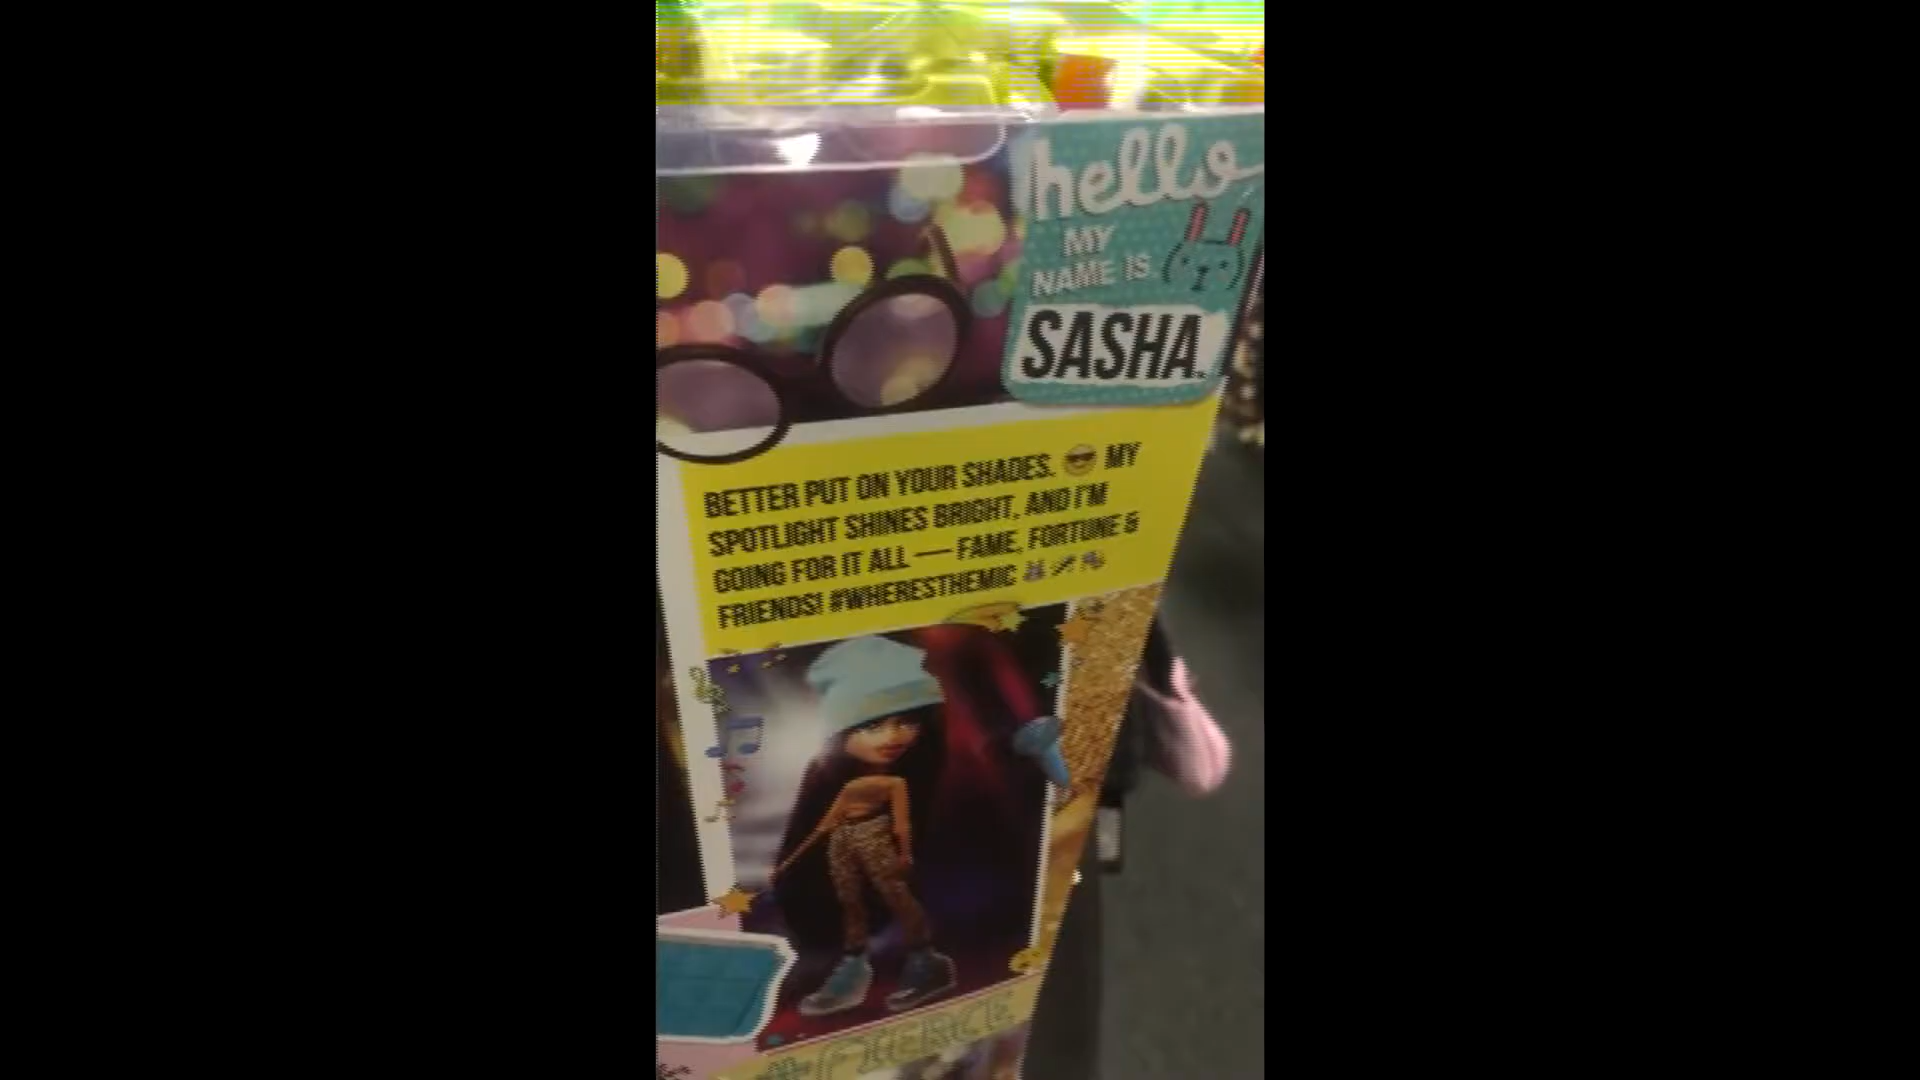 hello
MY
NAME IS
SASHA.
BETTER PUT ON YOUR SHADES. 😎 MY
SPOTLIGHT SHINES BRIGHT, AND I'M
GOING FOR IT ALL — FAME, FORTUNE &
FRIENDS! #WHERESTHEMIC
#FIERCE